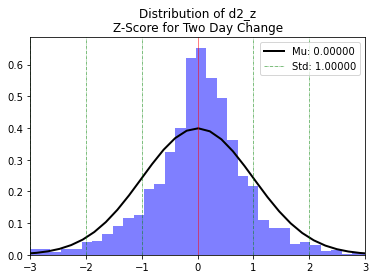 Distribution of d2_z
Z-Score for Two Day Change
Mu: 0.00000
Std: 1.00000
0.6
0.5
0.4
0.3
0.2
0.1
0.0
−3 −2 −1 0 1 2 3